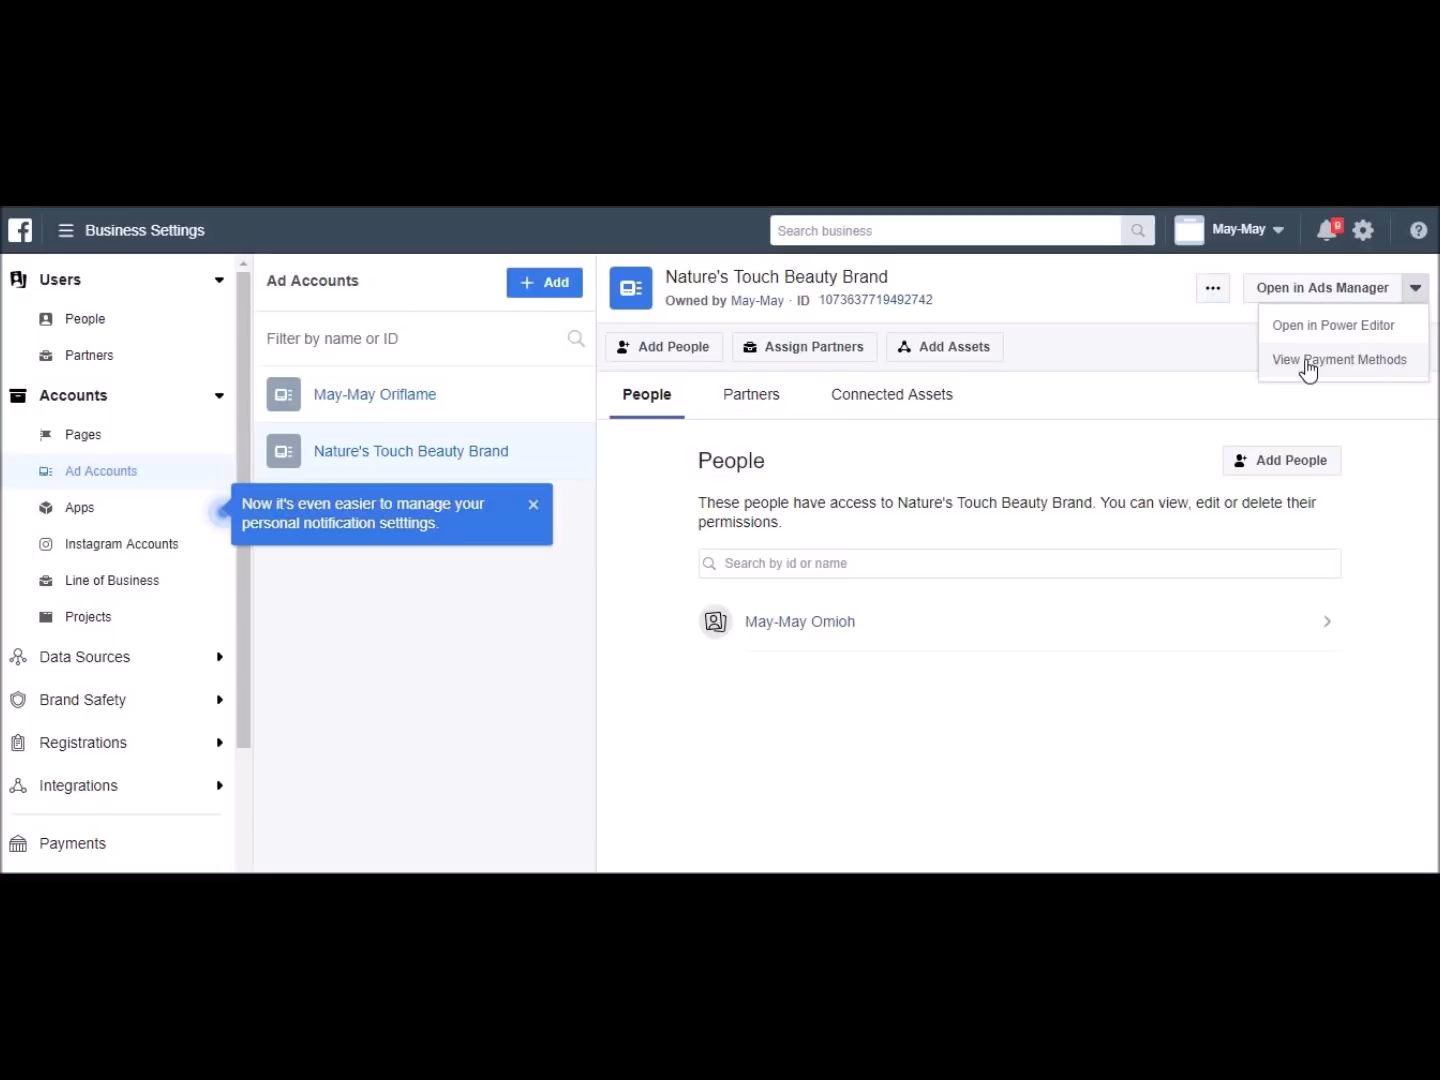 Business Settings
Search business
May-May
9
Users
People
Partners
Accounts
Pages
Ad Accounts
Apps
Instagram Accounts
Line of Business
Projects
Data Sources
Brand Safety
Registrations
Integrations
Payments
Ad Accounts
+ Add
Filter by name or ID
May-May Oriflame
Nature's Touch Beauty Brand
Now it's even easier to manage your
personal notification setttings.
Nature's Touch Beauty Brand
Owned by May-May · ID 1073637719492742
Open in Ads Manager
Open in Power Editor
View Payment Methods
Add People
Assign Partners
Add Assets
People
Partners
Connected Assets
People
Add People
These people have access to Nature's Touch Beauty Brand. You can view, edit or delete their
permissions.
Search by id or name
May-May Omioh